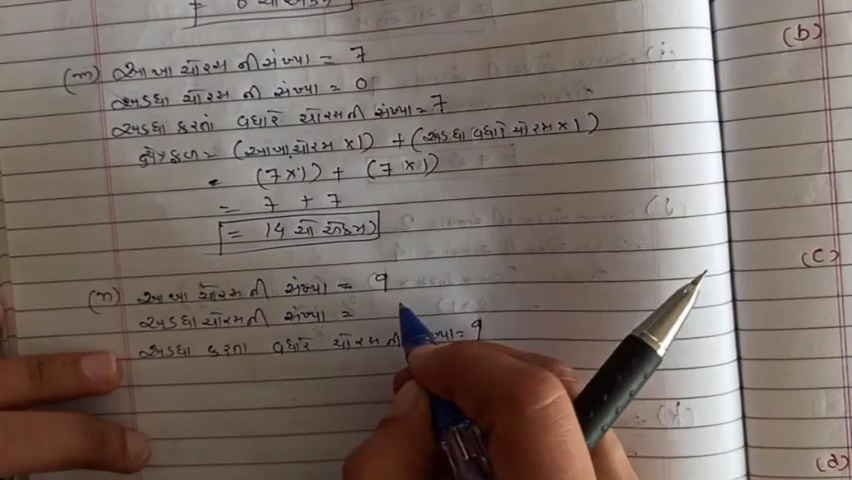 (m) આખા ચોરસ ની સંખ્યા = 7
અડધા ચોરસ ની સંખ્યા = 0
અડધા કરતાં વધારે ચોરસની સંખ્યા = 7
ક્ષેત્રફળ = (આખા ચોરસ × 1) + (અડધા વધારે ચોરસ × 1)
= (7 × 1) + (7 × 1)
= 7 + 7
= 14 ચો એકમ
(n) આખા ચોરસ ની સંખ્યા = 9
અડધા ચોરસની સંખ્યા =
અડધા કરતા વધારે ચોરસ ની = 9
(b)
(c)
(d)